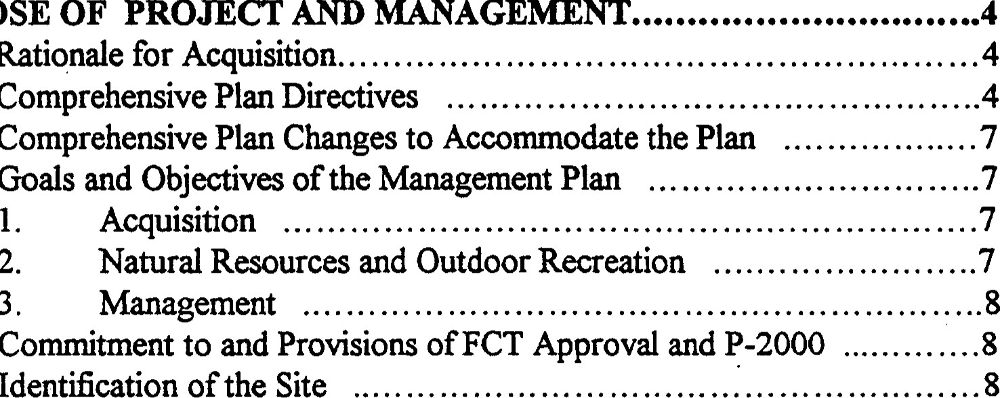 OSE OF PROJECT AND MANAGEMENT................................4
Rationale for Acquisition..............................................................4
Comprehensive Plan Directives ................................................4
Comprehensive Plan Changes to Accommodate the Plan ..................7
Goals and Objectives of the Management Plan ..............................7
1. Acquisition ................................................................7
2. Natural Resources and Outdoor Recreation ........................7
3. Management ..............................................................8
Commitment to and Provisions of FCT Approval and P-2000 .............8
Identification of the Site .........................................................8